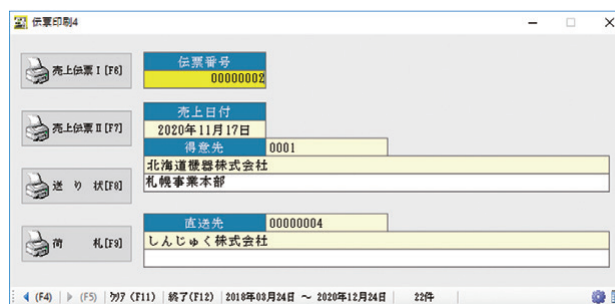 伝票印刷4
売上伝票Ⅰ[F6]
伝票番号
00000002
売上伝票Ⅱ[F7]
売上日付
2020年11月17日
得意先 0001
北海道機器株式会社
札幌事業本部
送り状[F8]
直送先 00000004
荷札[F9]
しんじゅく株式会社
(F4) (F5) ｸﾘｱ (F11) 終了(F12) 2018年03月24日 ～ 2020年12月24日 22件